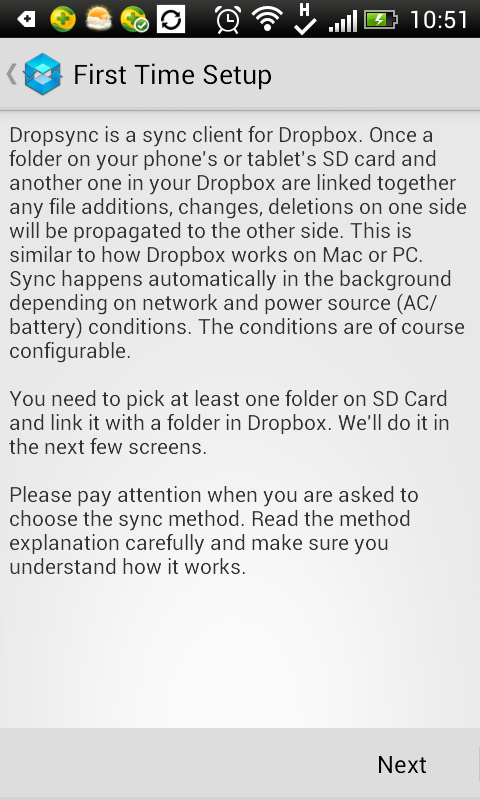 H
10:51
First Time Setup
Dropsync is a sync client for Dropbox. Once a
folder on your phone's or tablet's SD card and
another one in your Dropbox are linked together
any file additions, changes, deletions on one side
will be propagated to the other side. This is
similar to how Dropbox works on Mac or PC.
Sync happens automatically in the background
depending on network and power source (AC/
battery) conditions. The conditions are of course
configurable.
You need to pick at least one folder on SD Card
and link it with a folder in Dropbox. We'll do it in
the next few screens.
Please pay attention when you are asked to
choose the sync method. Read the method
explanation carefully and make sure you
understand how it works.
Next